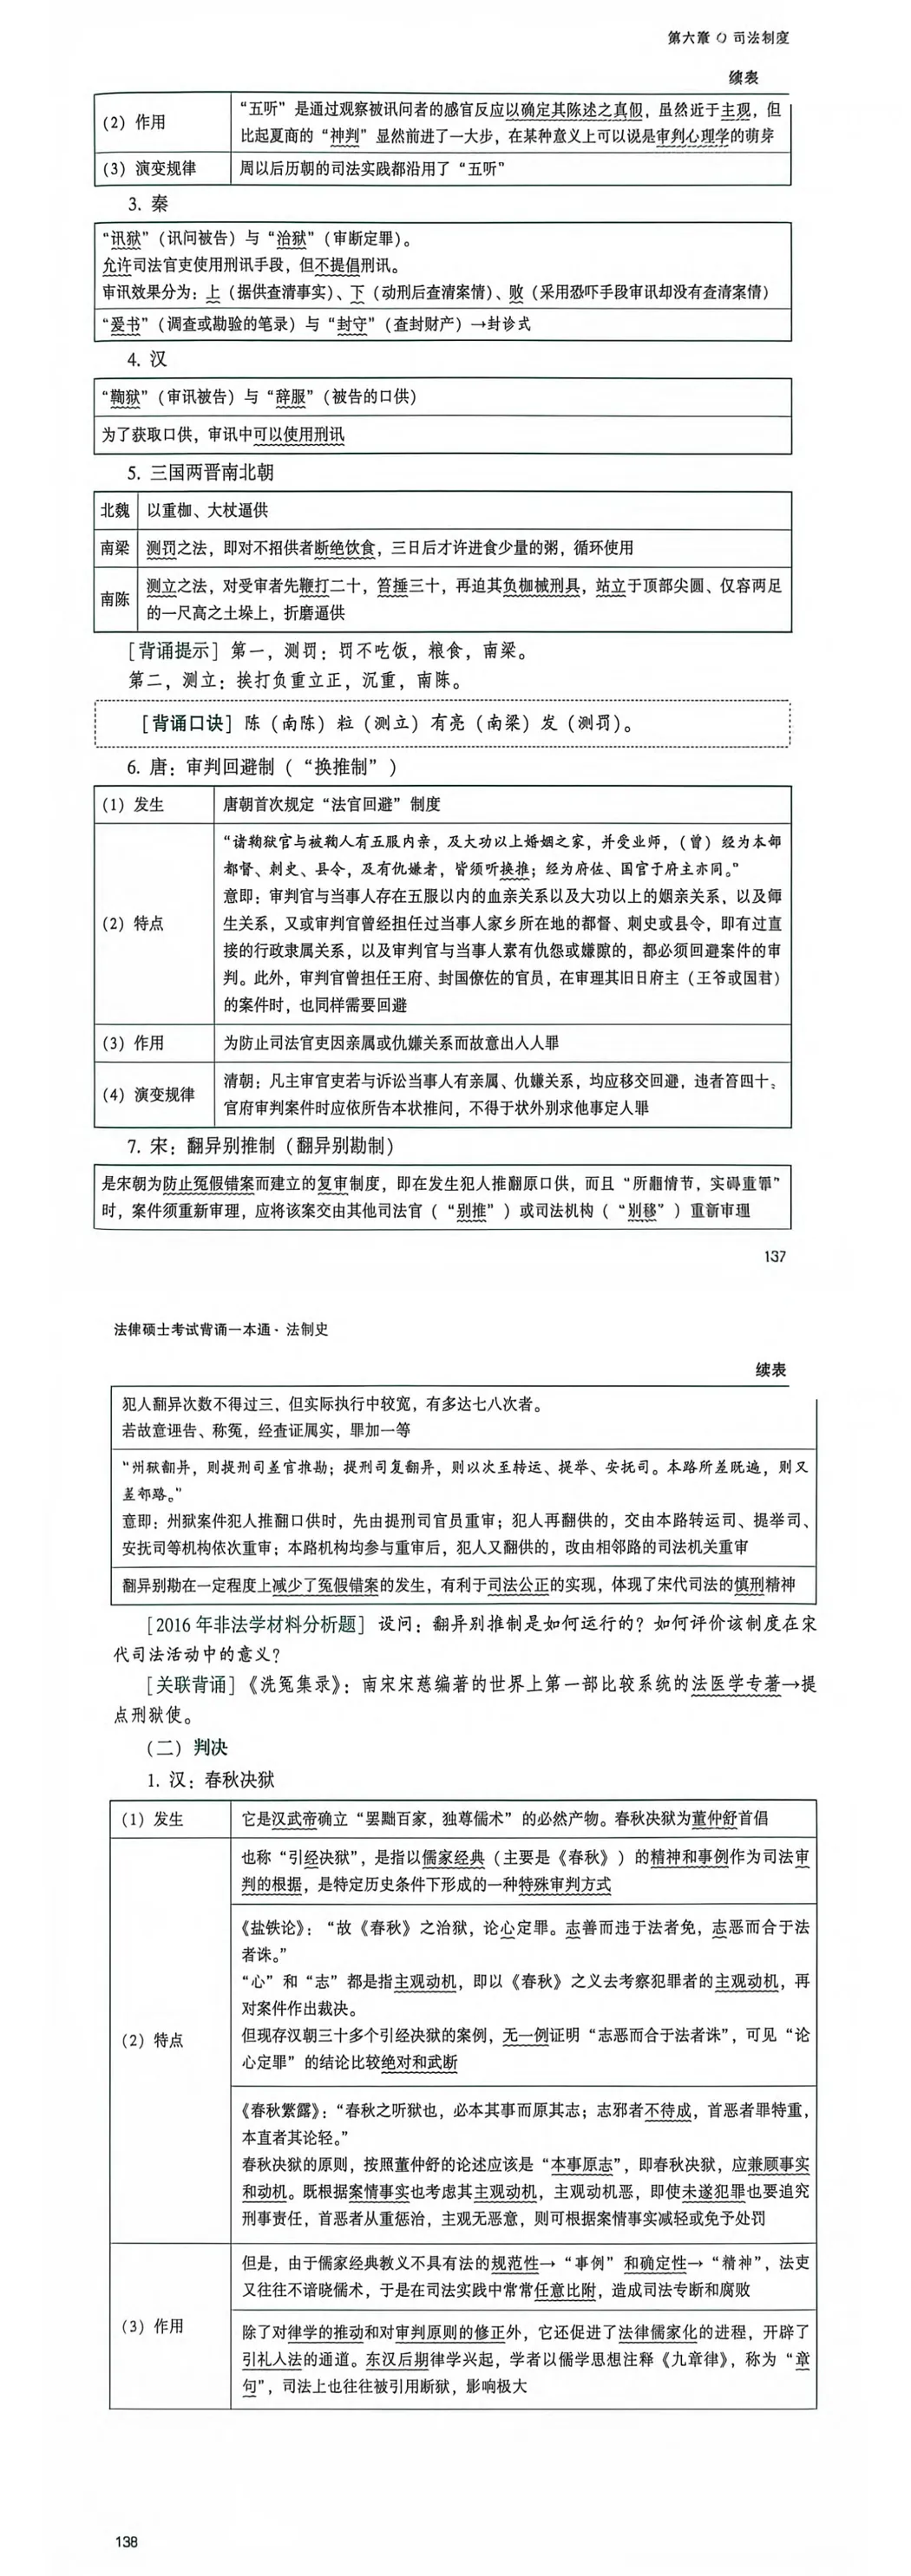 第六章 司法制度
续表
(2) 作用
“五听”是通过观察被讯问者的感官反应以确定其陈述之真假，虽然近于主观，但
比起夏商的“神判”显然前进了一大步，在某种意义上可以说是审判心理学的萌芽
(3) 演变规律
周以后历朝的司法实践都沿用了“五听”
3. 秦
“讯狱”（讯问被告）与“治狱”（审断定罪）。
允许司法官吏使用刑讯手段，但不提倡刑讯。
审讯效果分为：上（据供查清事实）、下（动刑后查清案情）、败（采用恐吓手段审讯却没有查清案情）
“爰书”（调查或勘验的笔录）与“封守”（查封财产）→封诊式
4. 汉
“鞫狱”（审讯被告）与“辞服”（被告的口供）
为了获取口供，审讯中可以使用刑讯
5. 三国两晋南北朝
北魏
以重枷、大杖逼供
南梁
测罚之法，即对不招供者断绝饮食，三日后才许进食少量的粥，循环使用
南陈
测立之法，对受审者先鞭打二十，笞捶三十，再迫其负枷械刑具，站立于顶部尖圆、仅容两足
的一尺高之土垛上，折磨逼供
［背诵提示］第一，测罚：罚不吃饭，粮食，南梁。
第二，测立：挨打负重立正，沉重，南陈。
［背诵口诀］陈（南陈）粒（测立）有亮（南梁）发（测罚）。
6. 唐：审判回避制（“换推制”）
(1) 发生
唐朝首次规定“法官回避”制度
(2) 特点
“诸鞫狱官与被鞫人有五服内亲，及大功以上婚姻之家，并受业师，（曾）经为本部
都督、刺史、县令，及有仇嫌者，皆须听换推；经为府佐、国官于府主亦同。”
意即：审判官与当事人存在五服以内的血亲关系以及大功以上的姻亲关系，以及师
生关系，又或审判官曾经担任过当事人家乡所在地的都督、刺史或县令，即有过直
接的行政隶属关系，以及审判官与当事人素有仇怨或嫌隙的，都必须回避案件的审
判。此外，审判官曾担任王府、封国僚佐的官员，在审理其旧日府主（王爷或国君）
的案件时，也同样需要回避
(3) 作用
为防止司法官吏因亲属或仇嫌关系而故意出入人罪
(4) 演变规律
清朝：凡主审官吏若与诉讼当事人有亲属、仇嫌关系，均应移交回避，违者笞四十。
官府审判案件时应依所告本状推问，不得于状外别求他事定人罪
7. 宋：翻异别推制（翻异别勘制）
是宋朝为防止冤假错案而建立的复审制度，即在发生犯人推翻原口供，而且“所翻情节，实碍重罪”
时，案件须重新审理，应将该案交由其他司法官（“别推”）或司法机构（“别移”）重新审理
137
法律硕士考试背诵一本通·法制史
续表
犯人翻异次数不得过三，但实际执行中较宽，有多达七八次者。
若故意诬告、称冤，经查证属实，罪加一等
“州狱翻异，则提刑司差官推勘；提刑司复翻异，则以次至转运、提举、安抚司。本路所差既遍，则又
差邻路。”
意即：州狱案件犯人推翻口供时，先由提刑司官员重审；犯人再翻供的，交由本路转运司、提举司、
安抚司等机构依次重审；本路机构均参与重审后，犯人又翻供的，改由相邻路的司法机关重审
翻异别勘在一定程度上减少了冤假错案的发生，有利于司法公正的实现，体现了宋代司法的慎刑精神
［2016 年非法学材料分析题］设问：翻异别推制是如何运行的？如何评价该制度在宋
代司法活动中的意义？
［关联背诵］《洗冤集录》：南宋宋慈编著的世界上第一部比较系统的法医学专著→提
点刑狱使。
（二）判决
1. 汉：春秋决狱
(1) 发生
它是汉武帝确立“罢黜百家，独尊儒术”的必然产物。春秋决狱为董仲舒首倡
(2) 特点
也称“引经决狱”，是指以儒家经典（主要是《春秋》）的精神和事例作为司法审
判的根据，是特定历史条件下形成的一种特殊审判方式
《盐铁论》：“故《春秋》之治狱，论心定罪。志善而违于法者免，志恶而合于法
者诛。”
“心”和“志”都是指主观动机，即以《春秋》之义去考察犯罪者的主观动机，再
对案件作出裁决。
但现存汉朝三十多个引经决狱的案例，无一例证明“志恶而合于法者诛”，可见“论
心定罪”的结论比较绝对和武断
《春秋繁露》：“春秋之听狱也，必本其事而原其志；志邪者不待成，首恶者罪特重，
本直者其论轻。”
春秋决狱的原则，按照董仲舒的论述应该是“本事原志”，即春秋决狱，应兼顾事实
和动机。既根据案情事实也考虑其主观动机，主观动机恶，即使未遂犯罪也要追究
刑事责任，首恶者从重惩治，主观无恶意，则可根据案情事实减轻或免予处罚
(3) 作用
但是，由于儒家经典教义不具有法的规范性→“事例”和确定性→“精神”，法吏
又往往不谙晓儒术，于是在司法实践中常常任意比附，造成司法专断和腐败
除了对律学的推动和对审判原则的修正外，它还促进了法律儒家化的进程，开辟了
引礼入法的通道。东汉后期律学兴起，学者以儒学思想注释《九章律》，称为“章
句”，司法上也往往被引用断狱，影响极大
138